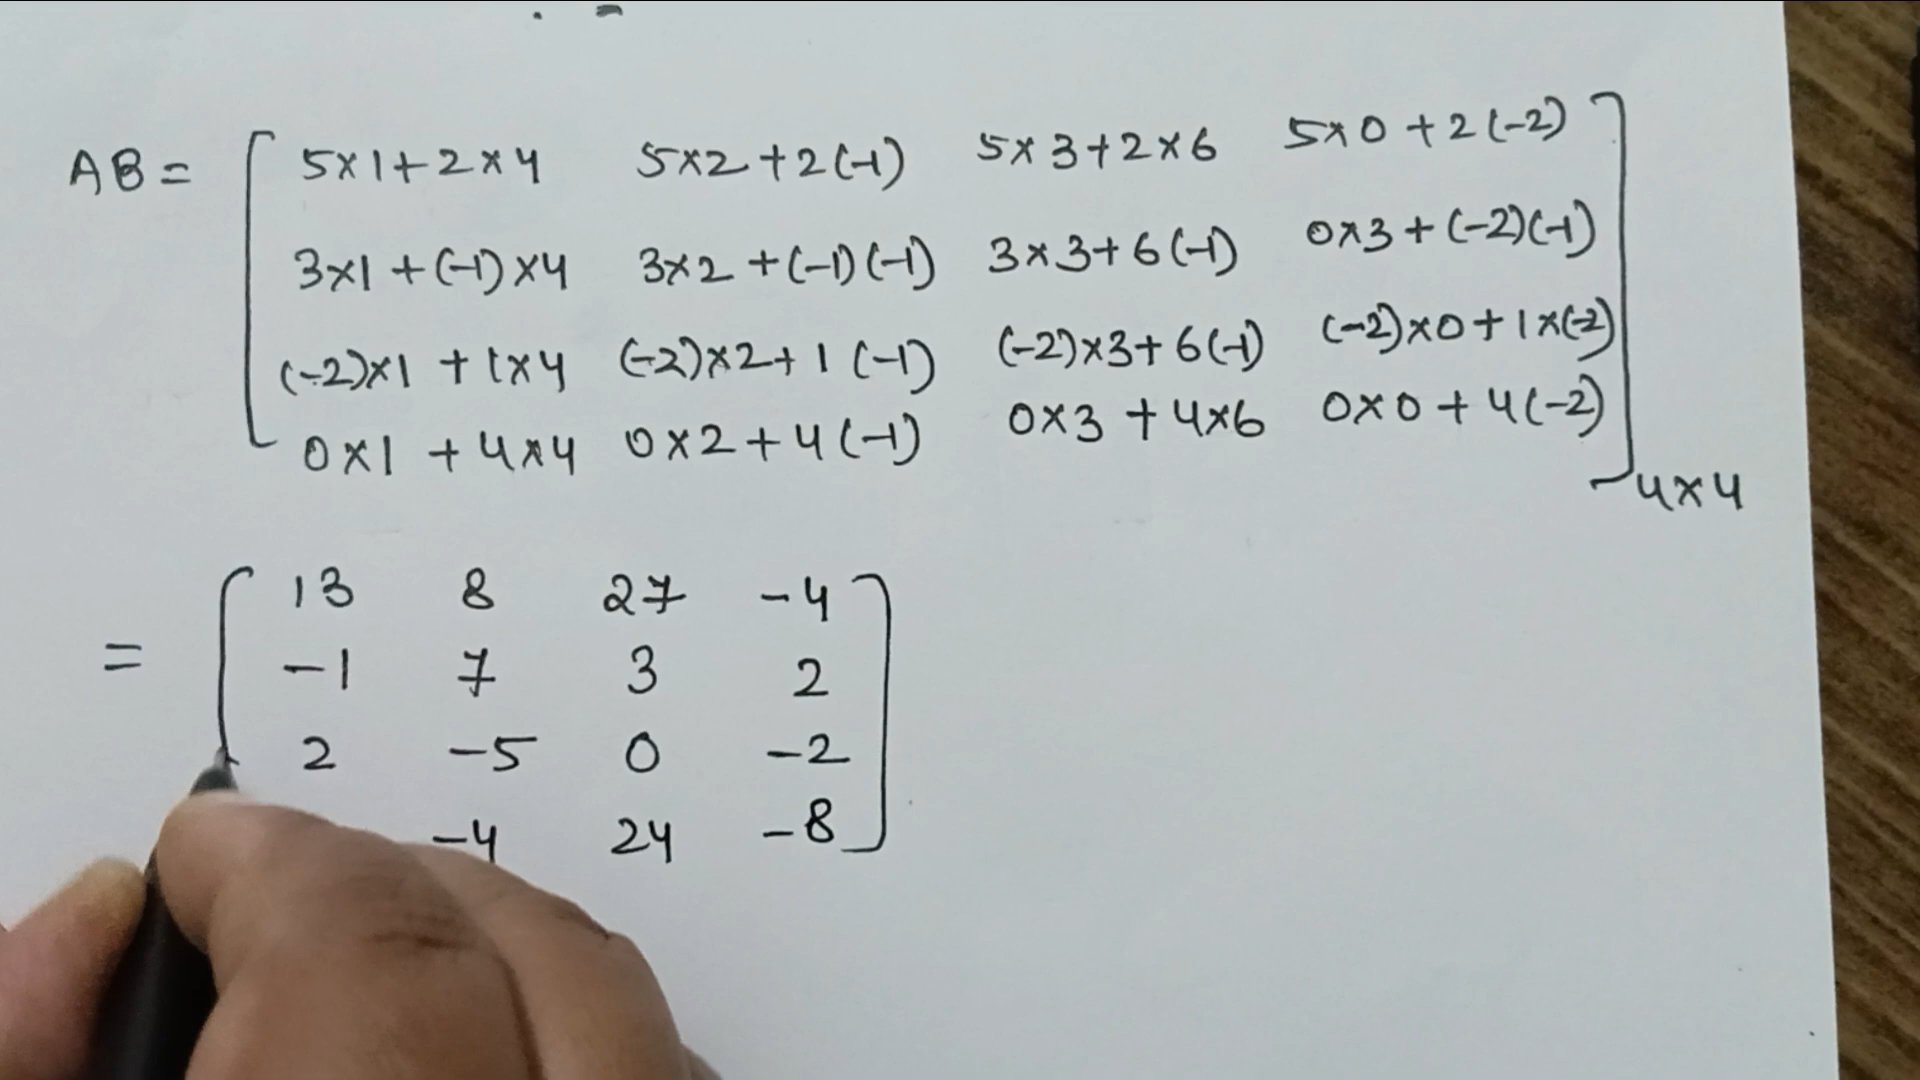 AB = [ 5×1+2×4 5×2+2(-1) 5×3+2×6 5×0+2(-2)
3×1+(-1)×4 3×2+(-1)(-1) 3×3+6(-1) 0×3+(-2)(-1)
(-2)×1+1×4 (-2)×2+1(-1) (-2)×3+6(-1) (-2)×0+1×(-2)
0×1+4×4 0×2+4(-1) 0×3+4×6 0×0+4(-2) ] 4×4
= [ 13 8 27 -4
-1 7 3 2
2 -5 0 -2
-4 24 -8 ]